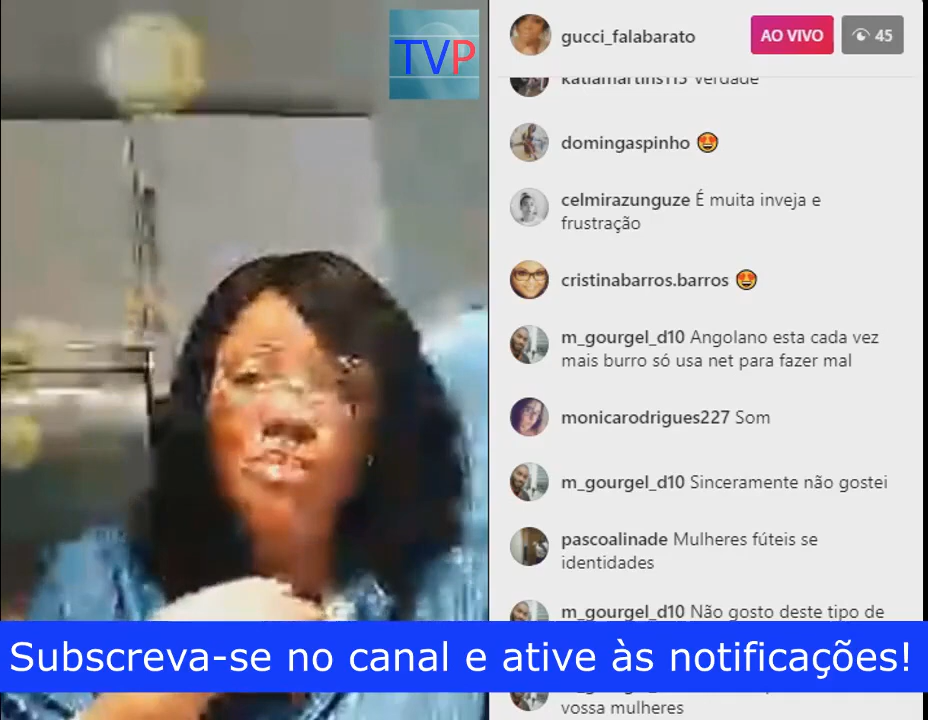 TVP
gucci_falabarato
AO VIVO
45
katiamartins115 Verdade
domingaspinho
celmirazunguze É muita inveja e
frustração
cristinabarros.barros
m_gourgel_d10 Angolano esta cada vez
mais burro só usa net para fazer mal
monicarodrigues227 Som
m_gourgel_d10 Sinceramente não gostei
pascoalinade Mulheres fúteis se
identidades
m_gourgel_d10 Não gosto deste tipo de
Subscreva-se no canal e ative às notificações!
vossa mulheres